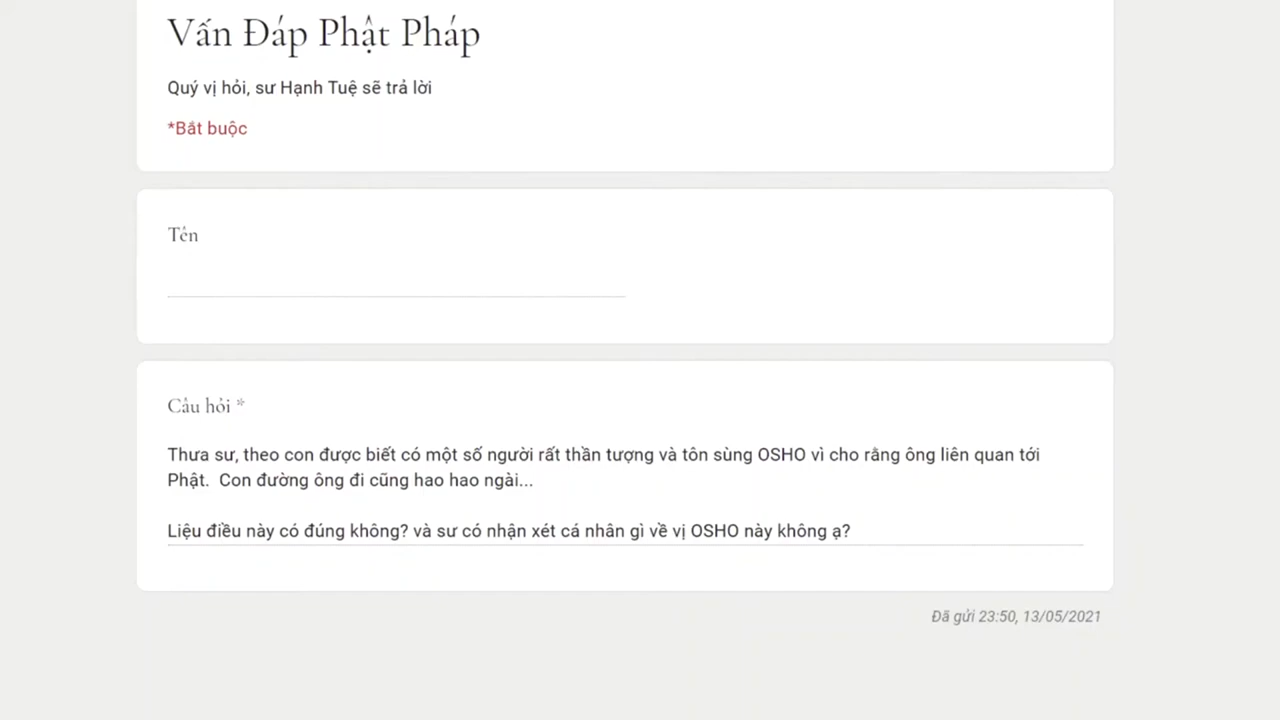 Vấn Đáp Phật Pháp
Quý vị hỏi, sư Hạnh Tuệ sẽ trả lời
*Bắt buộc
Tên
Câu hỏi *
Thưa sư, theo con được biết có một số người rất thần tượng và tôn sùng OSHO vì cho rằng ông liên quan tới
Phật. Con đường ông đi cũng hao hao ngài...
Liệu điều này có đúng không? và sư có nhận xét cá nhân gì về vị OSHO này không ạ?
Đã gửi 23:50, 13/05/2021